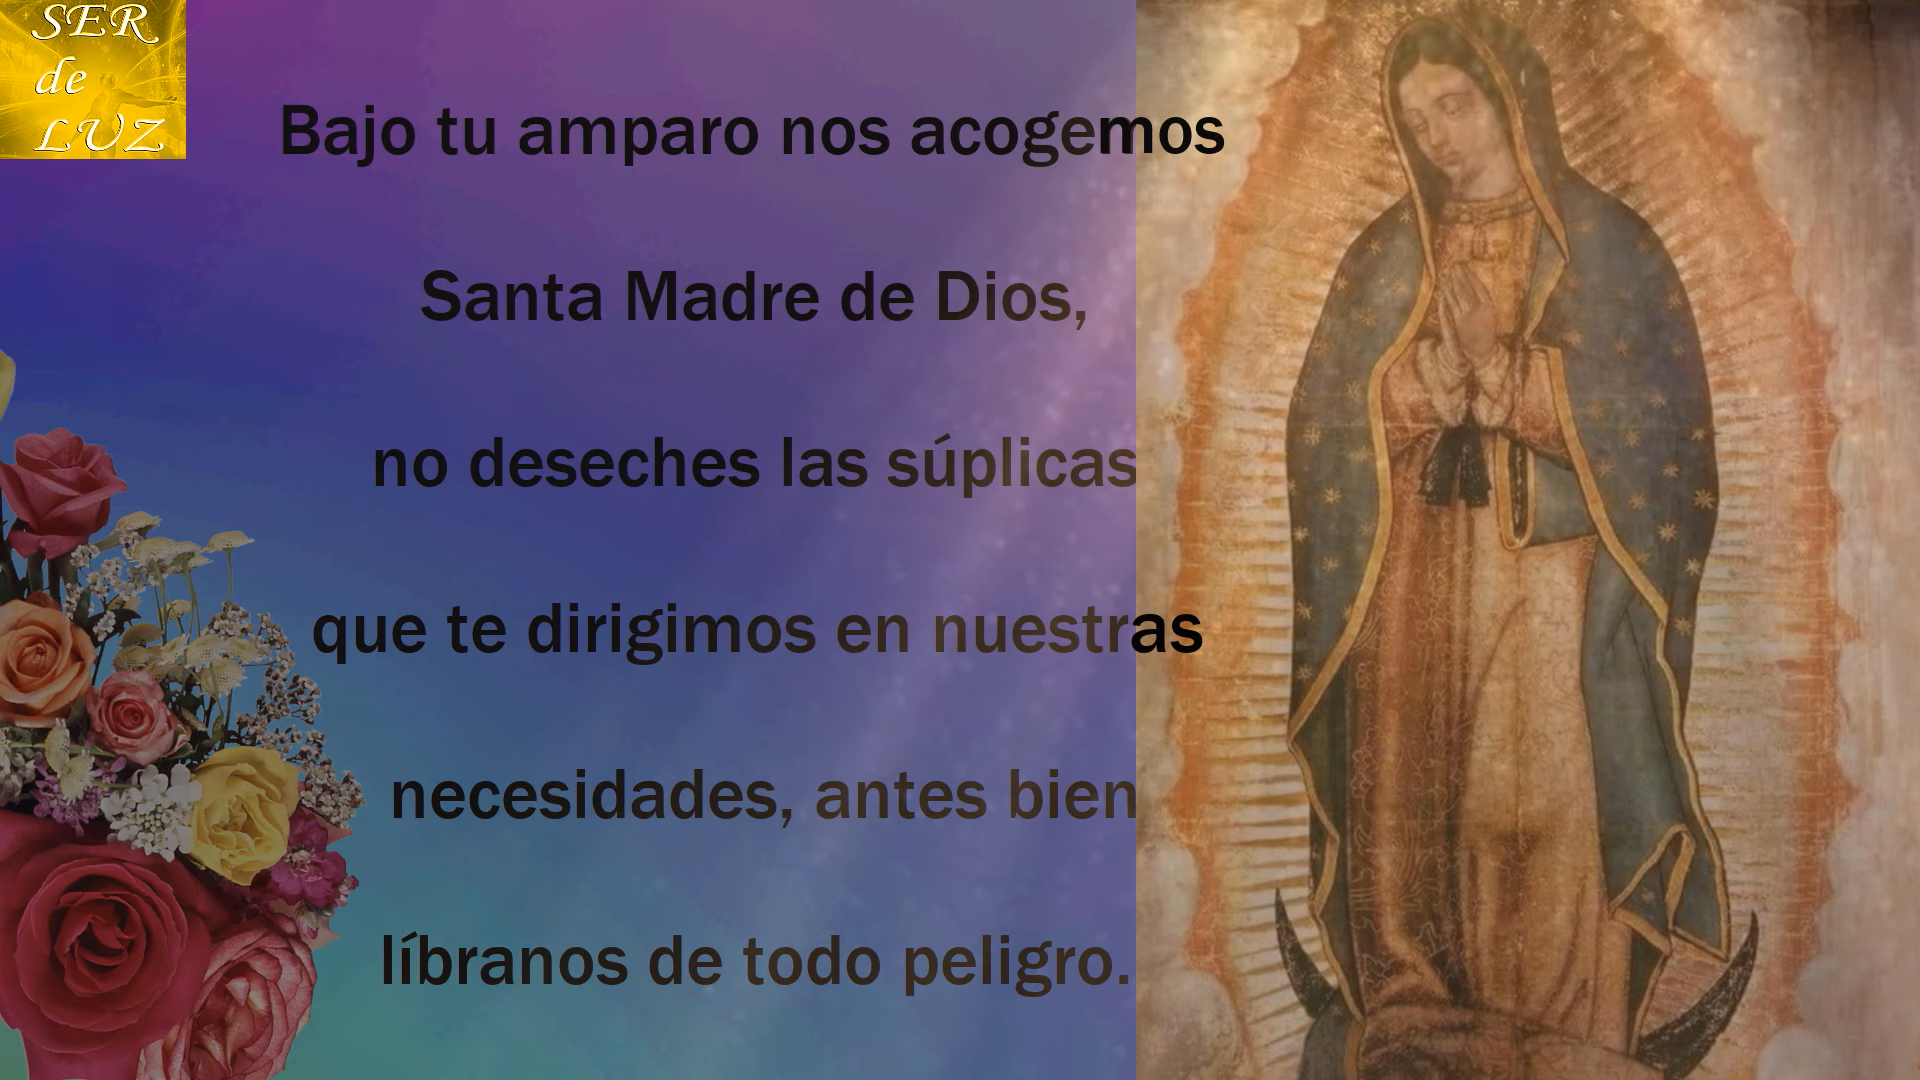 SER
de
LUZ
Bajo tu amparo nos acogemos
Santa Madre de Dios,
no deseches las súplicas
que te dirigimos en nuestras
necesidades, antes bien
líbranos de todo peligro.